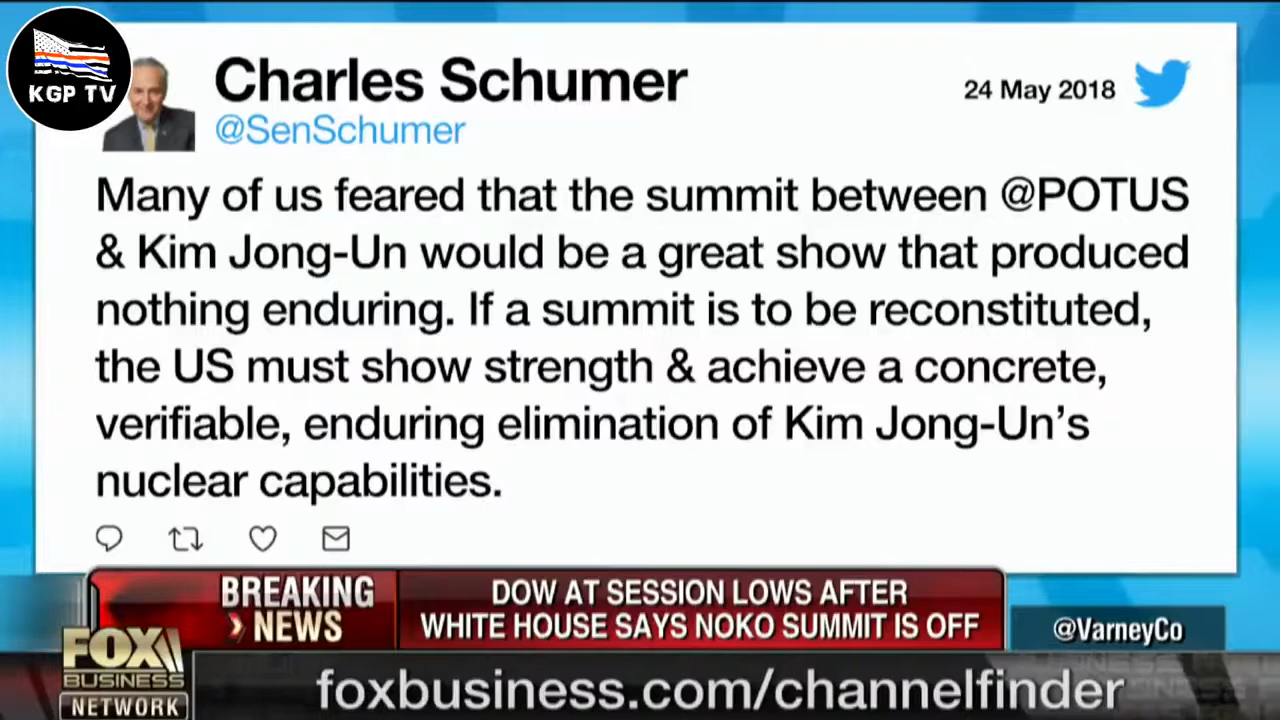 KGP TV
Charles Schumer
@SenSchumer
24 May 2018
Many of us feared that the summit between @POTUS
& Kim Jong-Un would be a great show that produced
nothing enduring. If a summit is to be reconstituted,
the US must show strength & achieve a concrete,
verifiable, enduring elimination of Kim Jong-Un's
nuclear capabilities.
BREAKING
NEWS
DOW AT SESSION LOWS AFTER
WHITE HOUSE SAYS NOKO SUMMIT IS OFF
@VarneyCo
FOX
BUSINESS
NETWORK
foxbusiness.com/channelfinder